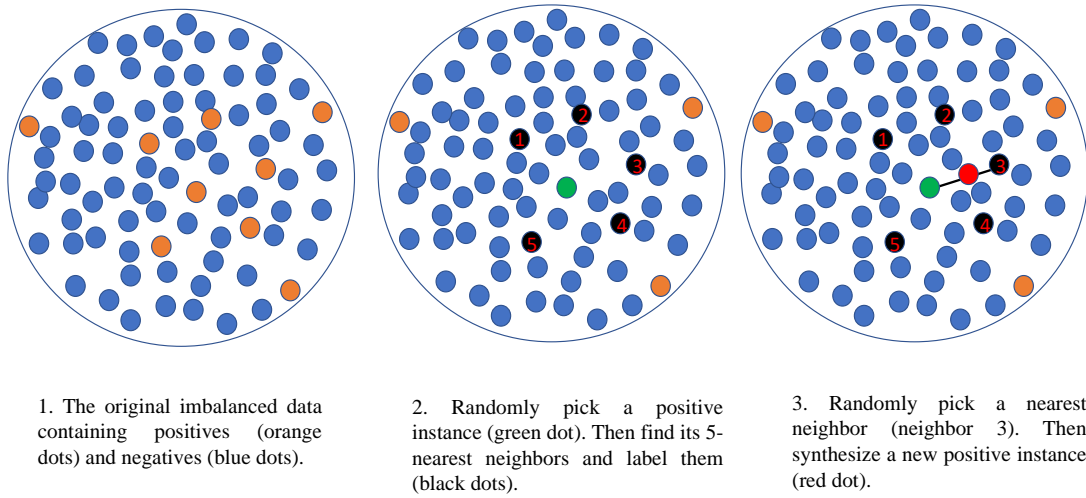 1
2
3
4
5
1
2
3
4
5
1. The original imbalanced data
containing positives (orange
dots) and negatives (blue dots).
2. Randomly pick a positive
instance (green dot). Then find its 5-
nearest neighbors and label them
(black dots).
3. Randomly pick a nearest
neighbor (neighbor 3). Then
synthesize a new positive instance
(red dot).